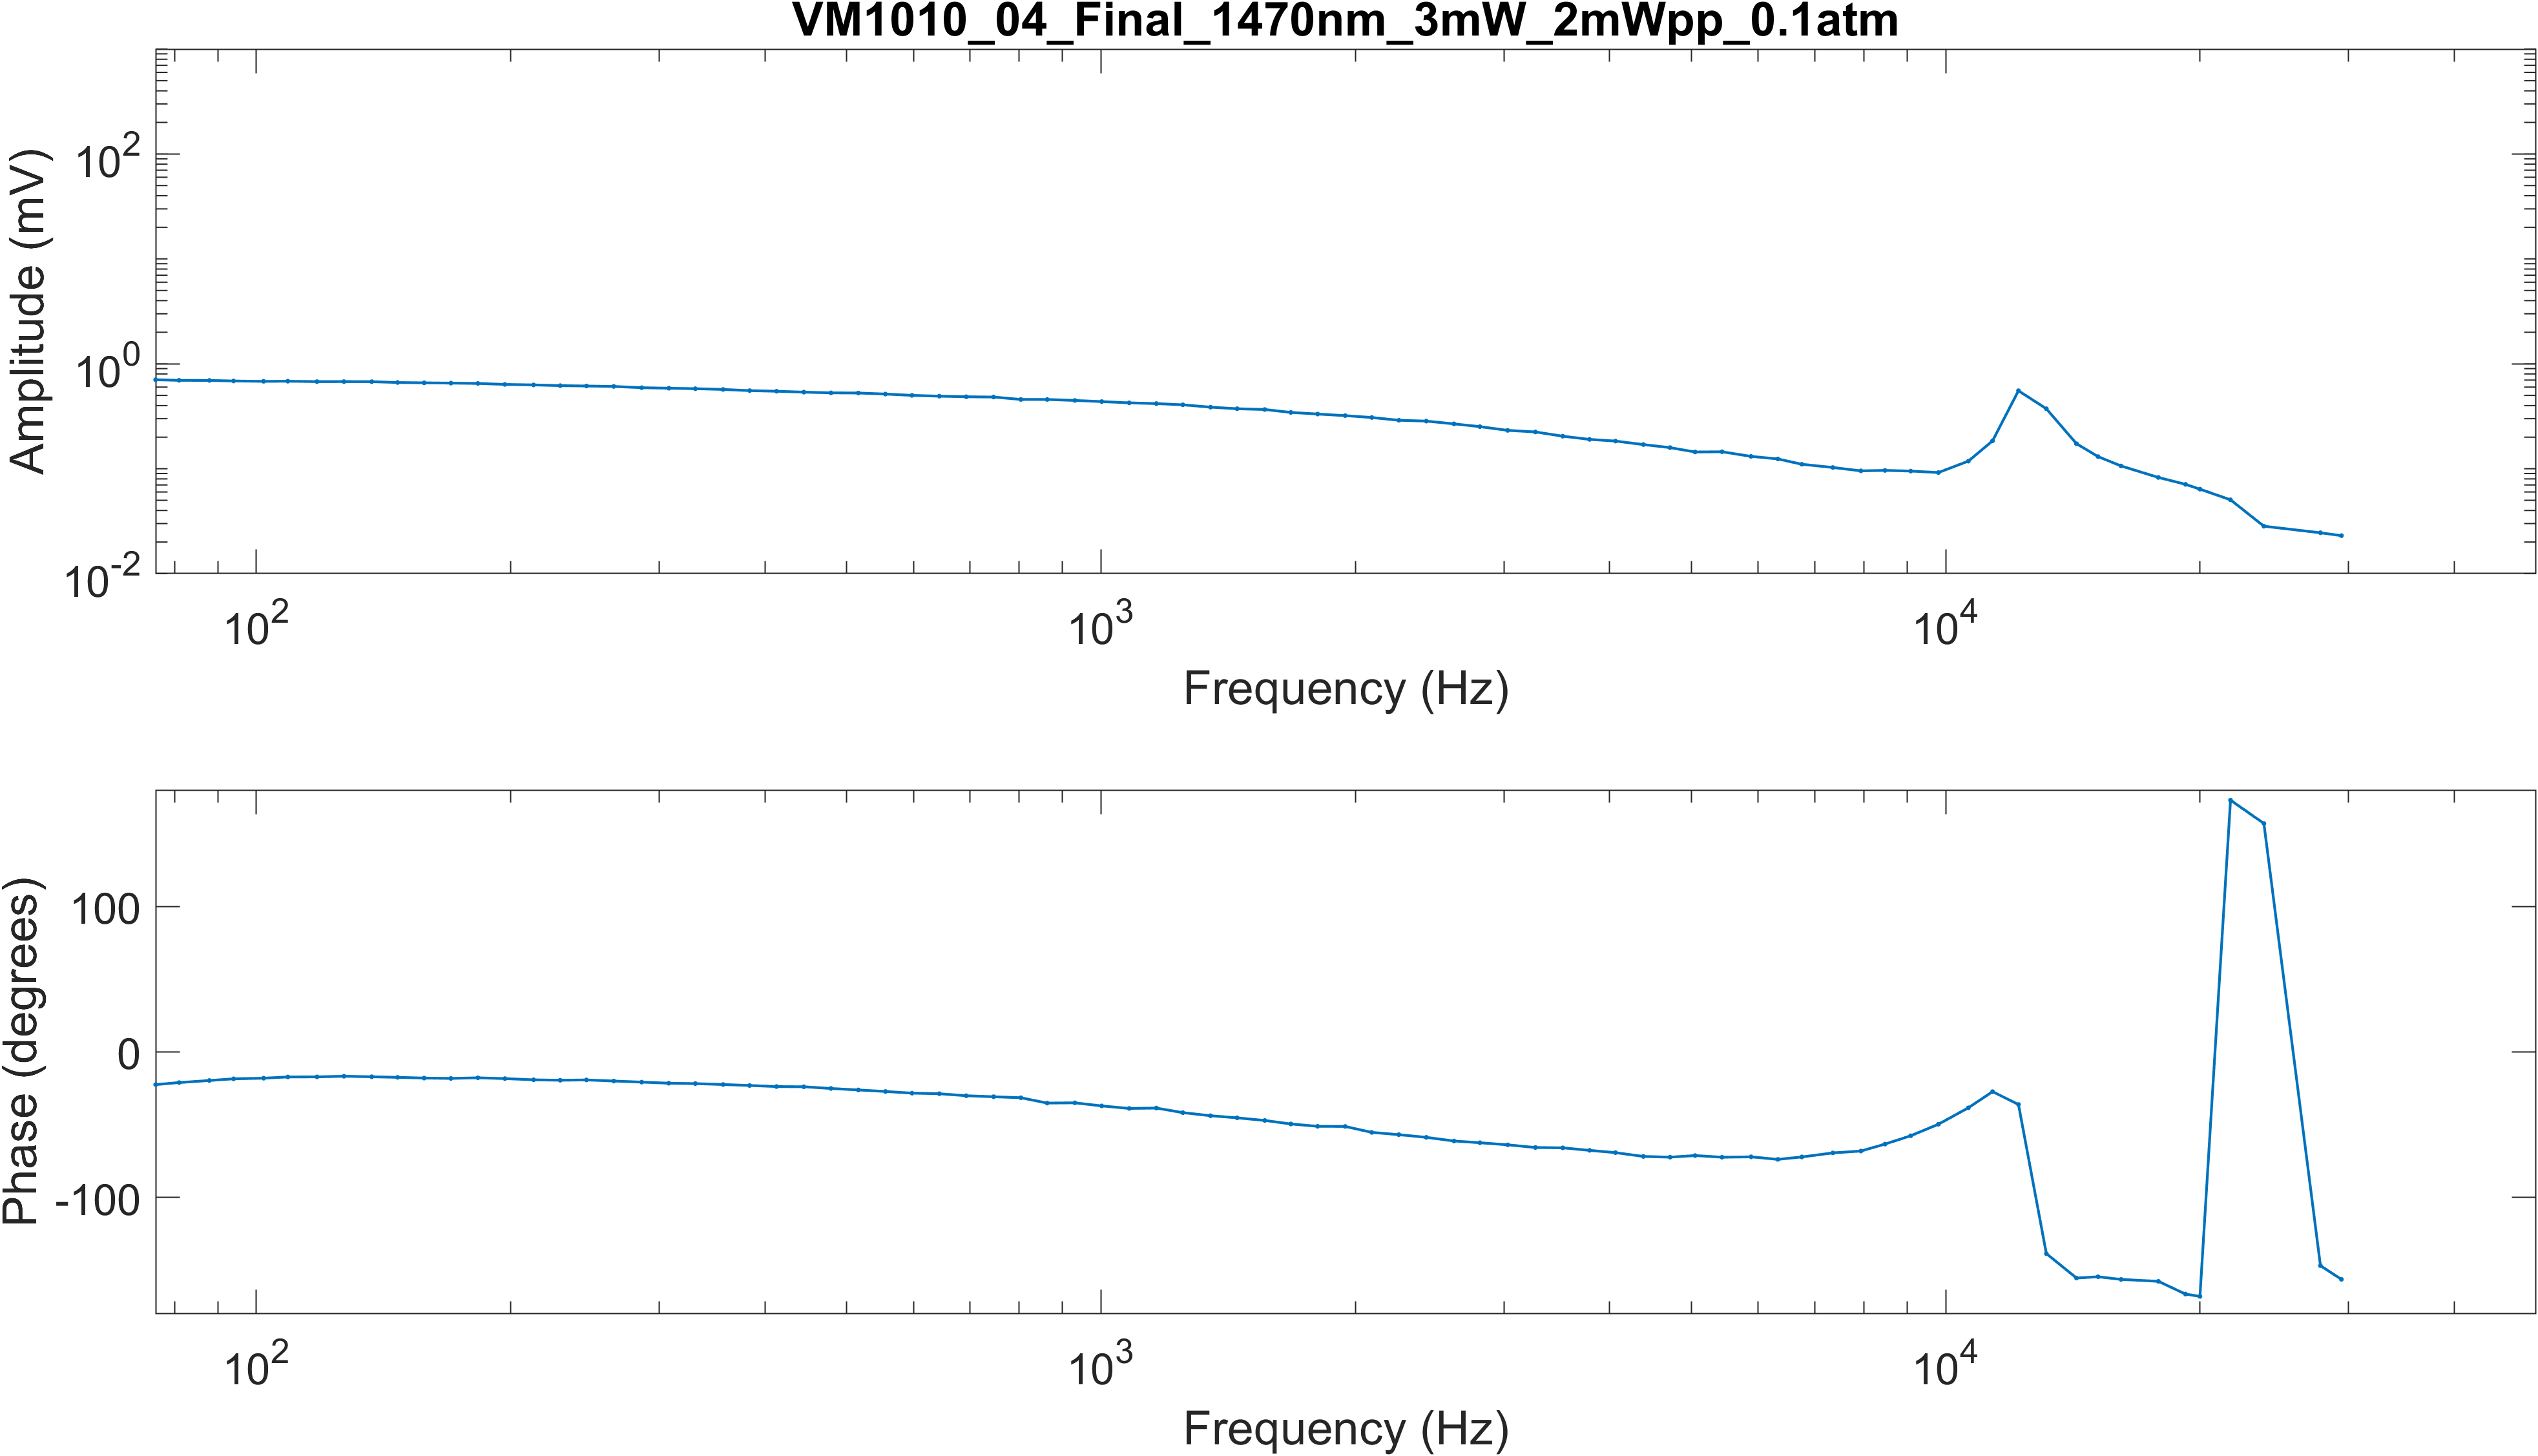 VM1010_04_Final_1470nm_3mW_2mWpp_0.1atm
Amplitude (mV)
10^2
10^0
10^-2
10^2
10^3
10^4
Frequency (Hz)
Phase (degrees)
100
0
-100
10^2
10^3
10^4
Frequency (Hz)